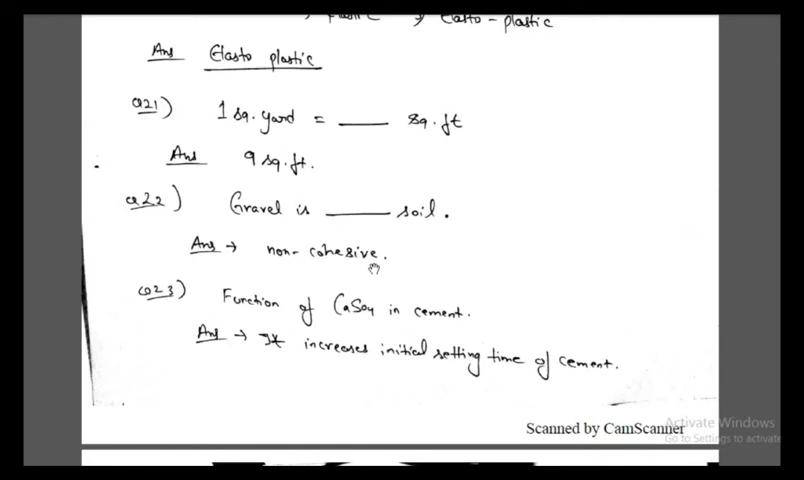 → Elasto-plastic
Ans Elasto plastic
Q21) 1 sq. yard = ____ sq. ft
Ans 9 sq. ft.
Q22) Gravel is ____ soil.
Ans → non-cohesive.
Q23) Function of CaSO4 in cement.
Ans → It increases initial setting time of cement.
Scanned by CamScanner
Activate Windows
Go to Settings to activate